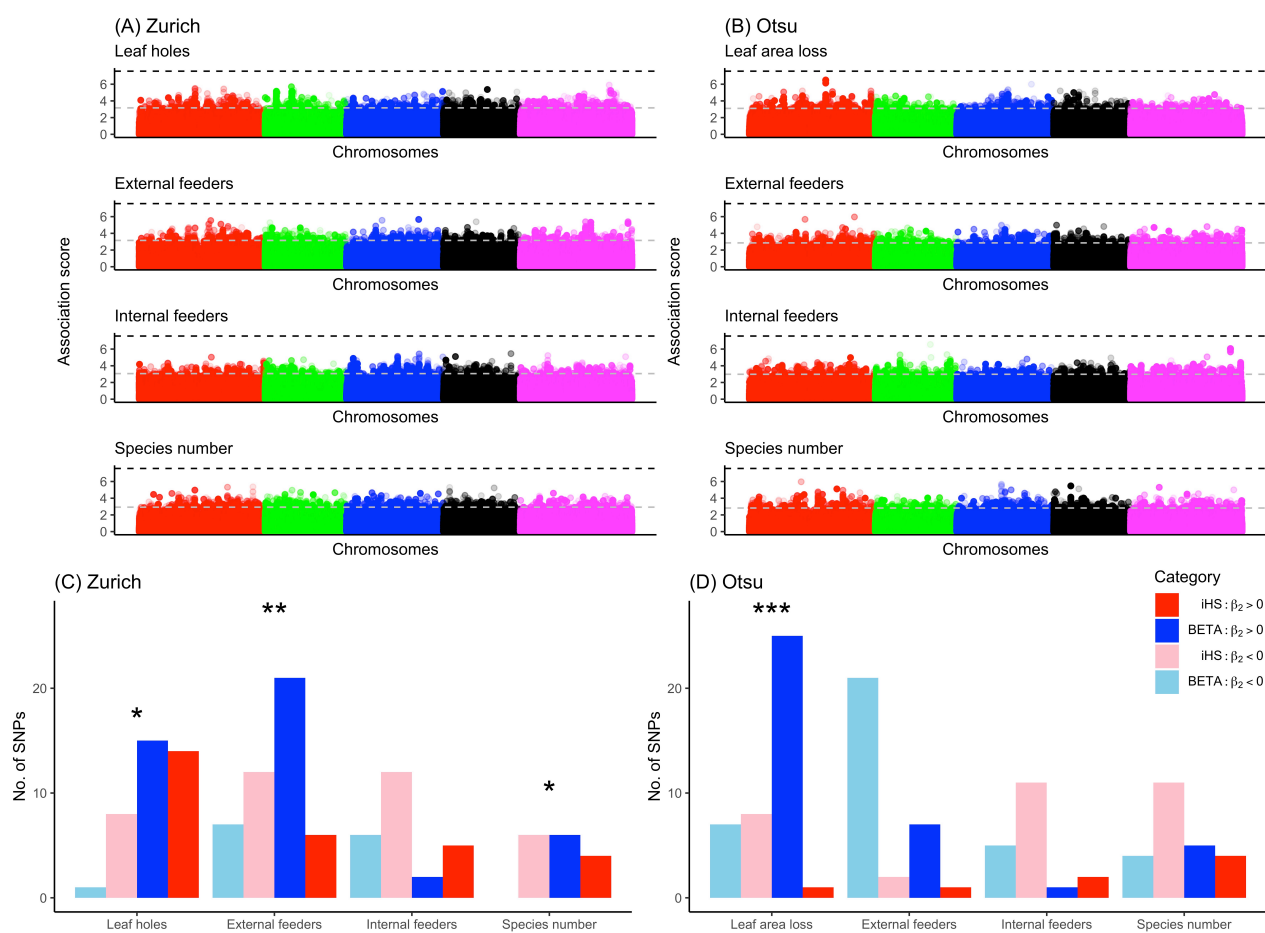 (A) Zurich
Leaf holes
6
4
2
0
Chromosomes
External feeders
6
4
2
0
Chromosomes
Internal feeders
6
4
2
0
Chromosomes
Species number
6
4
2
0
Chromosomes
Association score
(B) Otsu
Leaf area loss
6
4
2
0
Chromosomes
External feeders
6
4
2
0
Chromosomes
Internal feeders
6
4
2
0
Chromosomes
Species number
6
4
2
0
Chromosomes
Association score
(C) Zurich
No. of SNPs
20
10
0
*
**
*
Leaf holes External feeders Internal feeders Species number
(D) Otsu
No. of SNPs
20
10
0
***
Leaf area loss External feeders Internal feeders Species number
Category
iHS : β₂ > 0
BETA : β₂ > 0
iHS : β₂ < 0
BETA : β₂ < 0